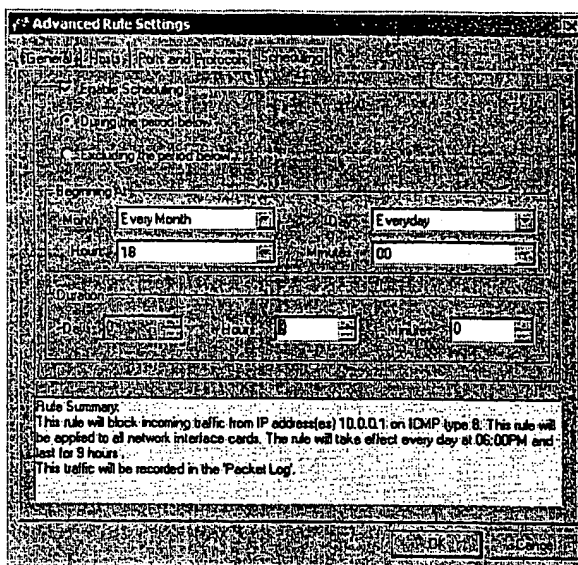 Advanced Rule Settings
General Hosts Ports and Protocols Scheduling
Enable Scheduling
During the period below
Excluding the period below
Beginning At
Month Every Month Day Everyday
Hour 18 Minutes 00
Duration
Days 0 Hours Minutes 0
Rule Summary:
This rule will block incoming traffic from IP address(es) 10.0.0.1 on ICMP type 8. This rule will
be applied to all network interface cards. The rule will take effect every day at 06:00PM and
last for 9 hours .
This traffic will be recorded in the 'Packet Log'.
OK Cancel